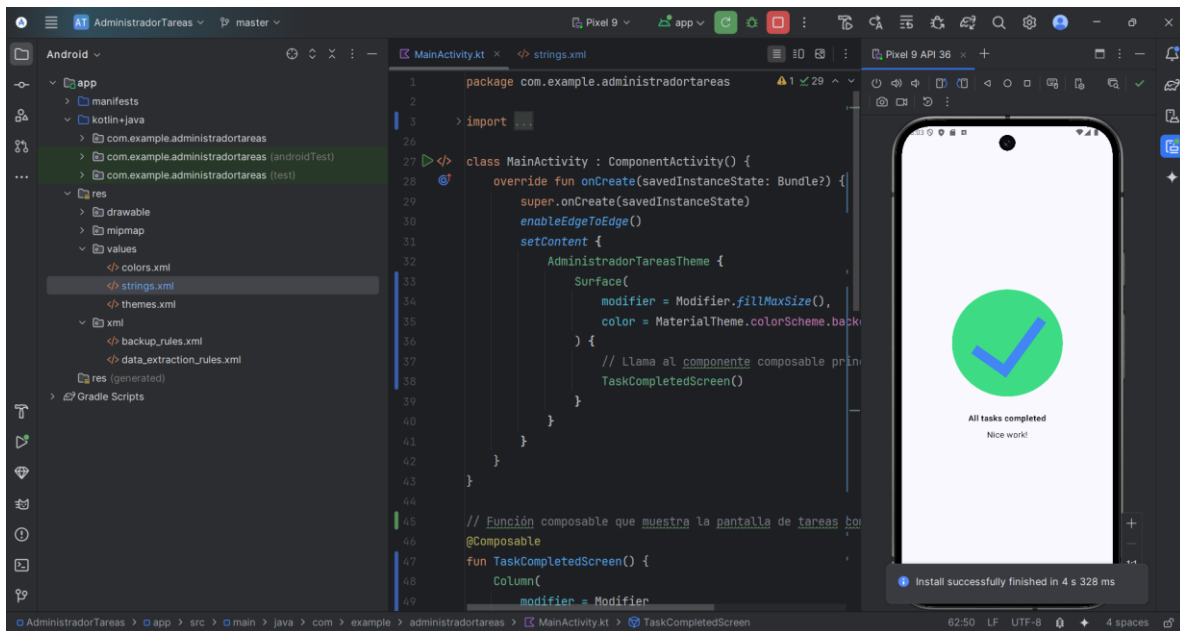 AT AdministradorTareas master Pixel 9 app
Android
app
manifests
kotlin+java
com.example.administradortareas
com.example.administradortareas (androidTest)
com.example.administradortareas (test)
res
drawable
mipmap
values
colors.xml
strings.xml
themes.xml
xml
backup_rules.xml
data_extraction_rules.xml
res (generated)
Gradle Scripts
MainActivity.kt strings.xml
1 package com.example.administradortareas
1 29
2
3 import ...
26
27 class MainActivity : ComponentActivity() {
28 override fun onCreate(savedInstanceState: Bundle?) {
29 super.onCreate(savedInstanceState)
30 enableEdgeToEdge()
31 setContent {
32 AdministradorTareasTheme {
33 Surface(
34 modifier = Modifier.fillMaxSize(),
35 color = MaterialTheme.colorScheme.back
36 ) {
37 // Llama al componente composable prin
38 TaskCompletedScreen()
39 }
40 }
41 }
42 }
43 }
44
45 // Función composable que muestra la pantalla de tareas com
46 @Composable
47 fun TaskCompletedScreen() {
48 Column(
49 modifier = Modifier
Pixel 9 API 36
All tasks completed
Nice work!
1:1
Install successfully finished in 4 s 328 ms
AdministradorTareas > app > src > main > java > com > example > administradortareas > MainActivity.kt > TaskCompletedScreen
62:50 LF UTF-8 4 spaces